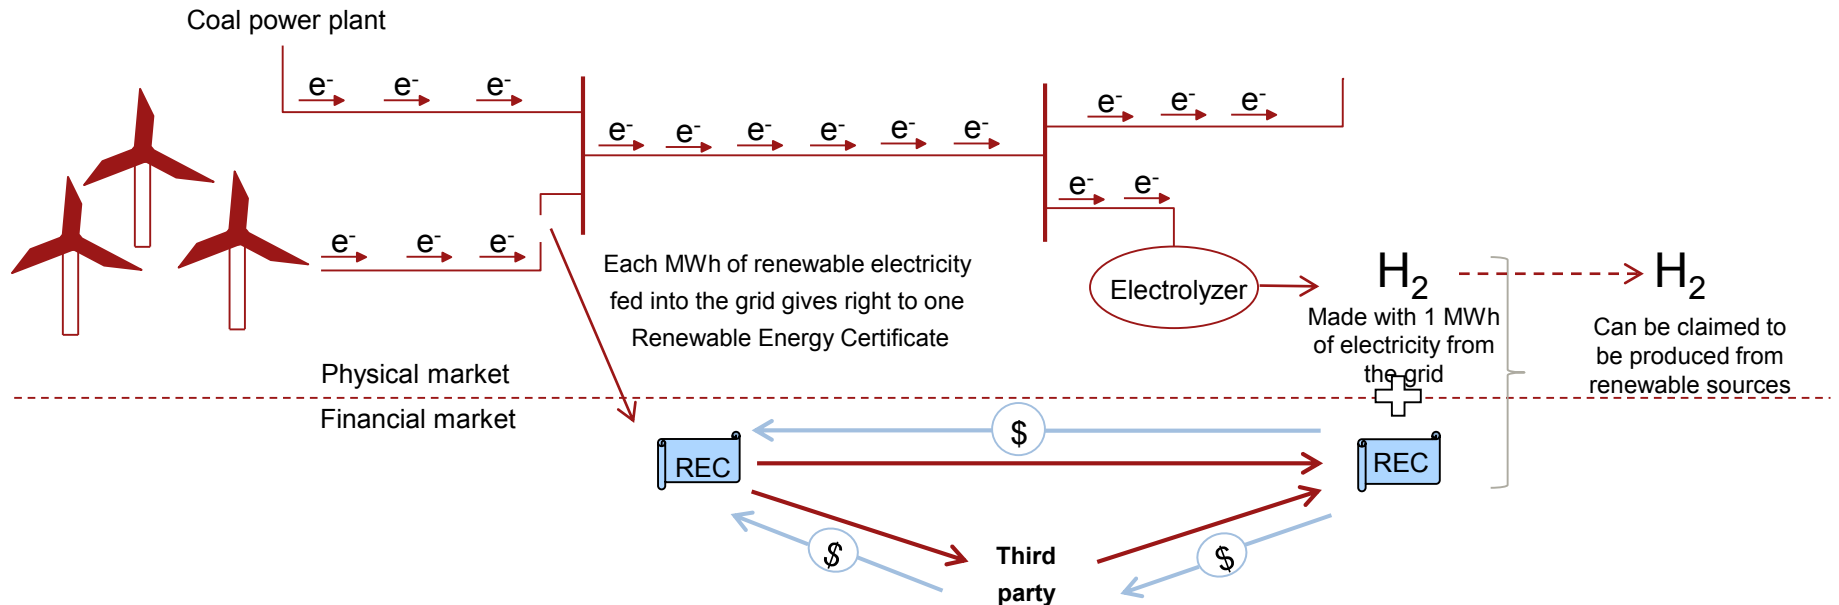 Coal power plant
e- e- e-
e- e- e-
e- e- e- e- e- e-
e- e-
e- e- e-
Each MWh of renewable electricity
fed into the grid gives right to one
Renewable Energy Certificate
Electrolyzer
H2
Made with 1 MWh
of electricity from
the grid
H2
Can be claimed to
be produced from
renewable sources
Physical market
Financial market
$
REC
REC
$
$
Third
party